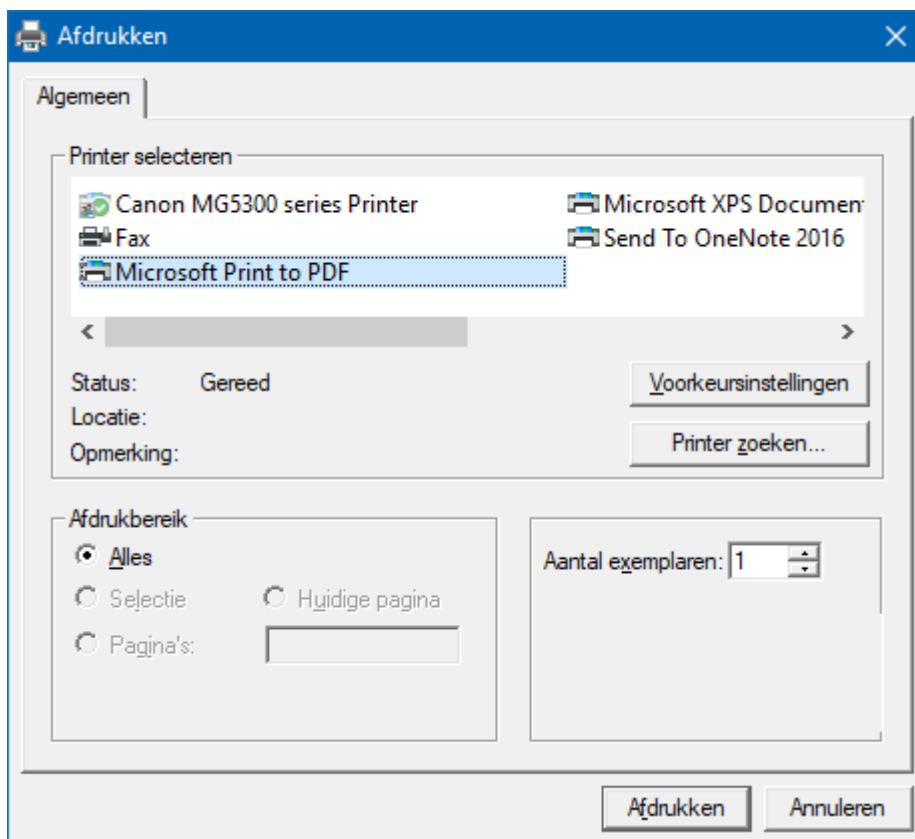 Afdrukken
Algemeen
Printer selecteren
Canon MG5300 series Printer
Fax
Microsoft Print to PDF
Microsoft XPS Documen
Send To OneNote 2016
Status: Gereed
Locatie:
Opmerking:
Voorkeursinstellingen
Printer zoeken...
Afdrukbereik
Alles
Selectie
Huidige pagina
Pagina's:
Aantal exemplaren: 1
Afdrukken
Annuleren